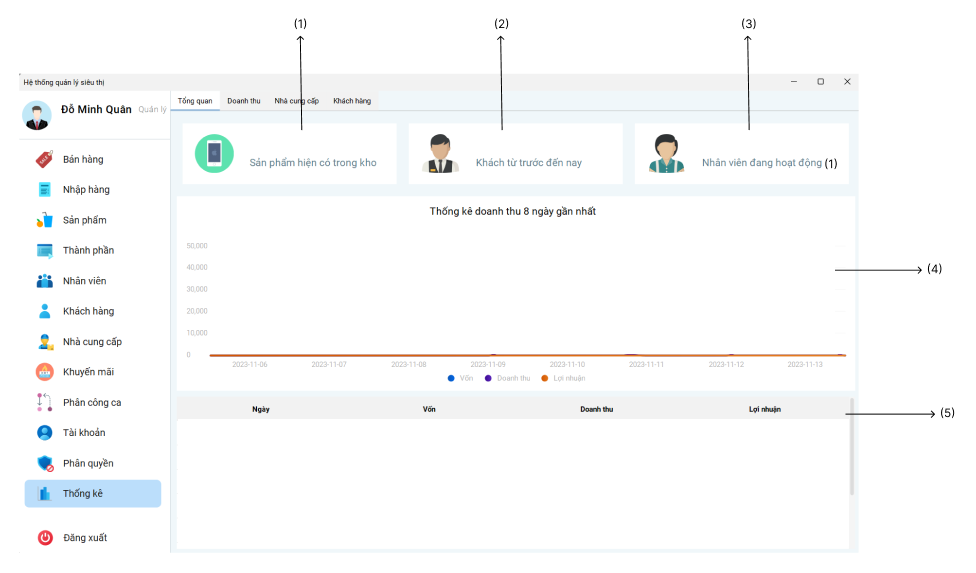 (1)
(2)
(3)
Hệ thống quản lý siêu thị
Đỗ Minh Quân Quản lý
Tổng quan Doanh thu Nhà cung cấp Khách hàng
Bán hàng
Nhập hàng
Sản phẩm
Thành phần
Nhân viên
Khách hàng
Nhà cung cấp
Khuyến mãi
Phân công ca
Tài khoản
Phân quyền
Thống kê
Đăng xuất
Sản phẩm hiện có trong kho
Khách từ trước đến nay
Nhân viên đang hoạt động (1)
Thống kê doanh thu 8 ngày gần nhất
50,000
40,000
30,000
20,000
10,000
0
2023-11-06 2023-11-07 2023-11-08 2023-11-09 2023-11-10 2023-11-11 2023-11-12 2023-11-13
Vốn Doanh thu Lợi nhuận
(4)
Ngày Vốn Doanh thu Lợi nhuận
(5)